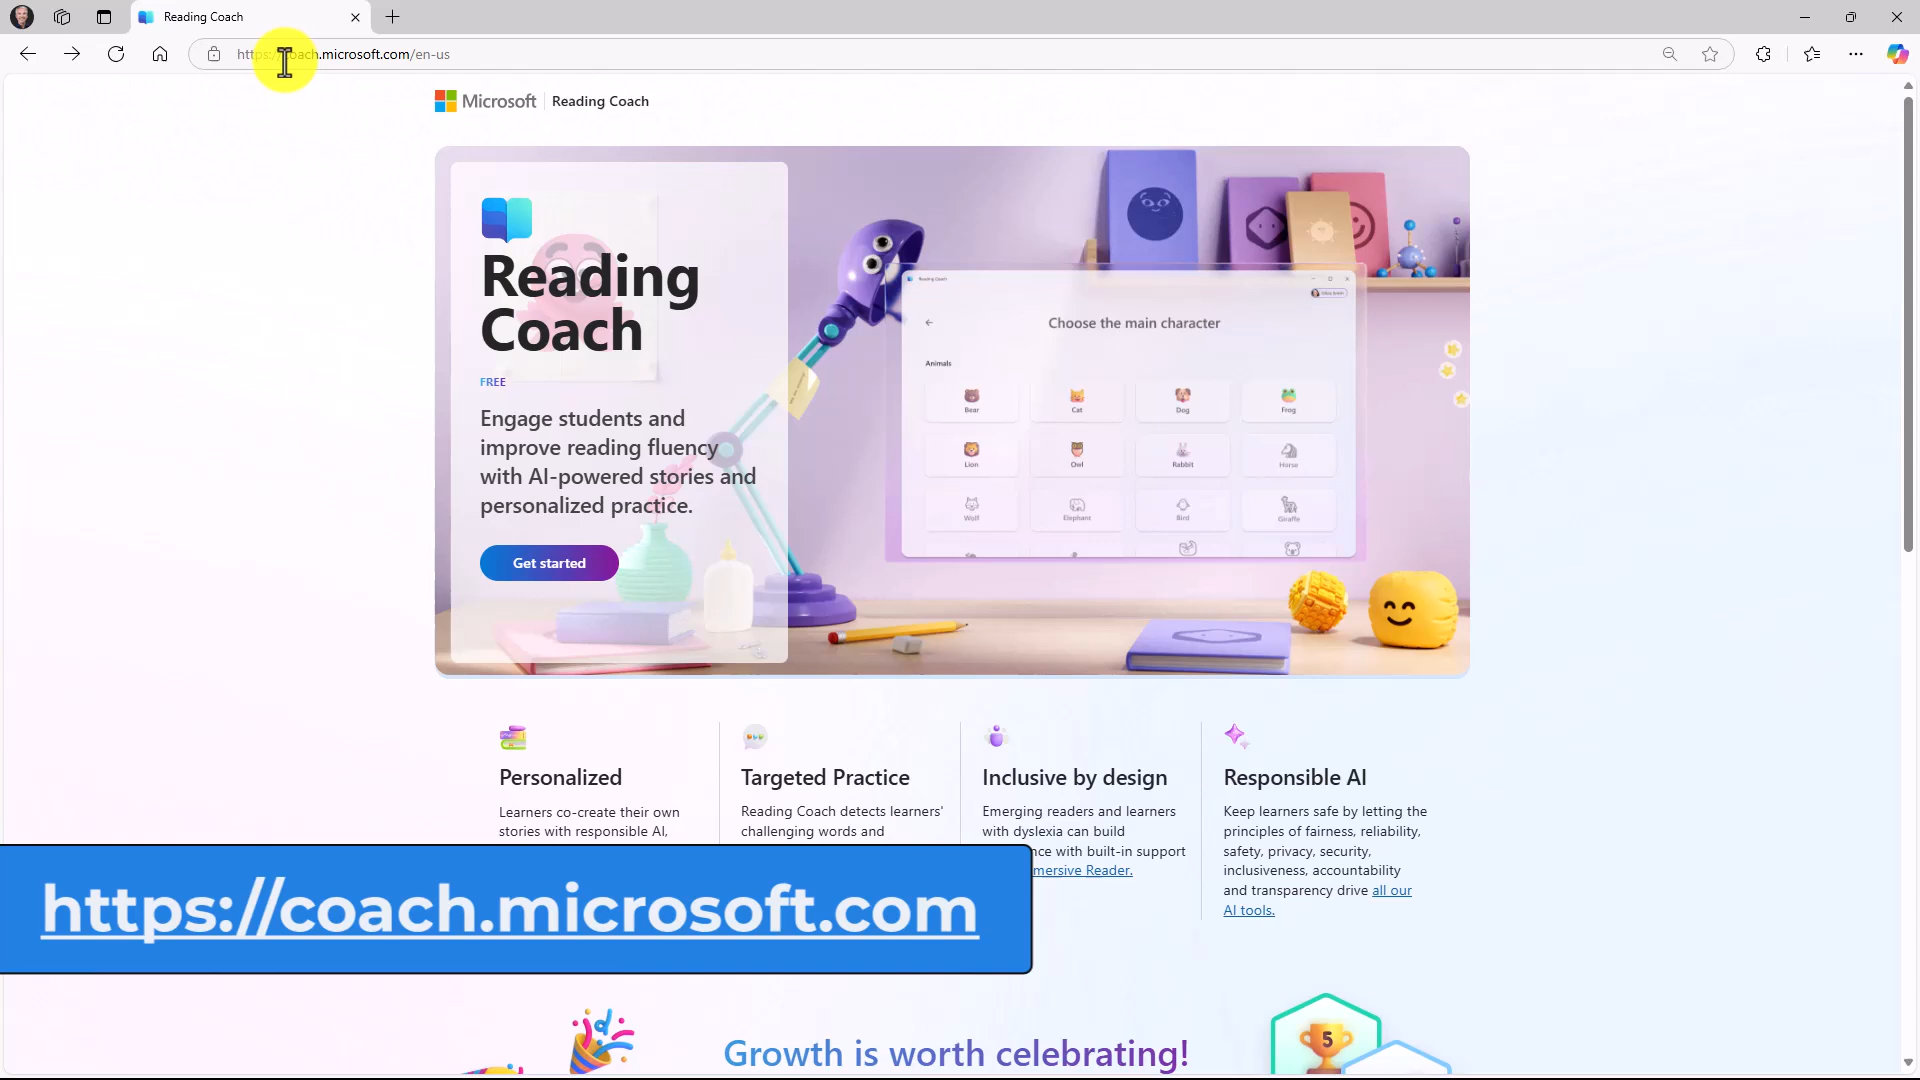 Reading Coach
https://coach.microsoft.com/en-us
Microsoft | Reading Coach
Reading
Coach
FREE
Engage students and
improve reading fluency
with AI-powered stories and
personalized practice.
Get started
Reading Coach
Choose the main character
Animals
Bear
Cat
Dog
Frog
Lion
Owl
Rabbit
Horse
Wolf
Elephant
Bird
Giraffe
Personalized
Learners co-create their own
stories with responsible AI,
Targeted Practice
Reading Coach detects learners'
challenging words and
Inclusive by design
Emerging readers and learners
with dyslexia can build
nce with built-in support
mersive Reader.
Responsible AI
Keep learners safe by letting the
principles of fairness, reliability,
safety, privacy, security,
inclusiveness, accountability
and transparency drive all our
AI tools.
https://coach.microsoft.com
Growth is worth celebrating!
5